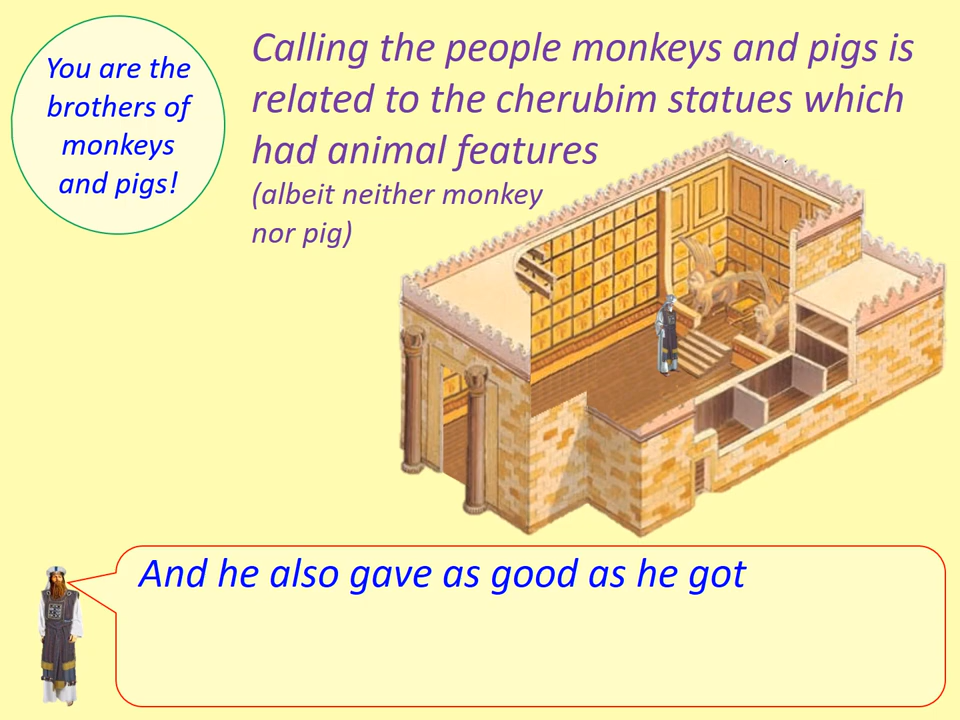 You are the
brothers of
monkeys
and pigs!
Calling the people monkeys and pigs is
related to the cherubim statues which
had animal features
(albeit neither monkey
nor pig)
And he also gave as good as he got